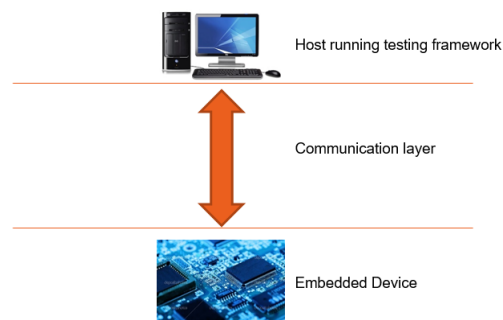 Host running testing framework
Communication layer
Embedded Device